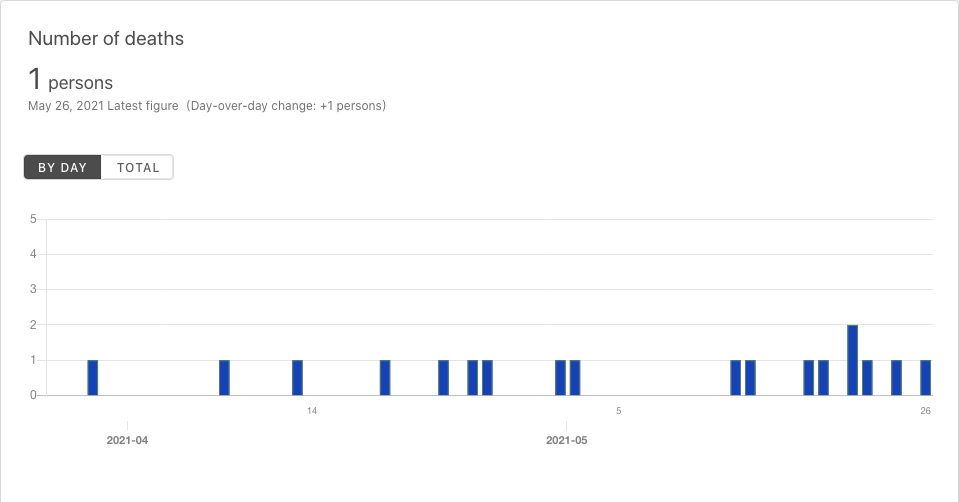 Number of deaths
1 persons
May 26, 2021 Latest figure (Day-over-day change: +1 persons)
BY DAY TOTAL
5
4
3
2
1
0
14 5 26
2021-04 2021-05